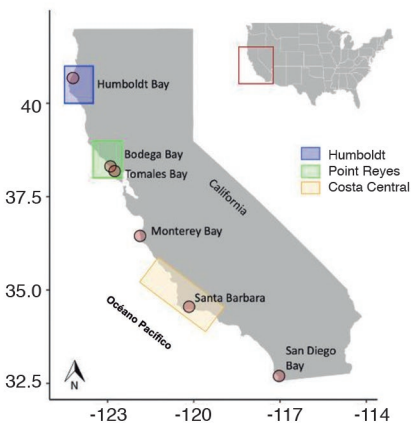 Humboldt Bay
40
Bodega Bay
Tomales Bay
Humboldt
Point Reyes
Costa Central
California
37.5
Monterey Bay
35.0
Santa Barbara
Océano Pacífico
San Diego
Bay
N
32.5
-123
-120
-117
-114